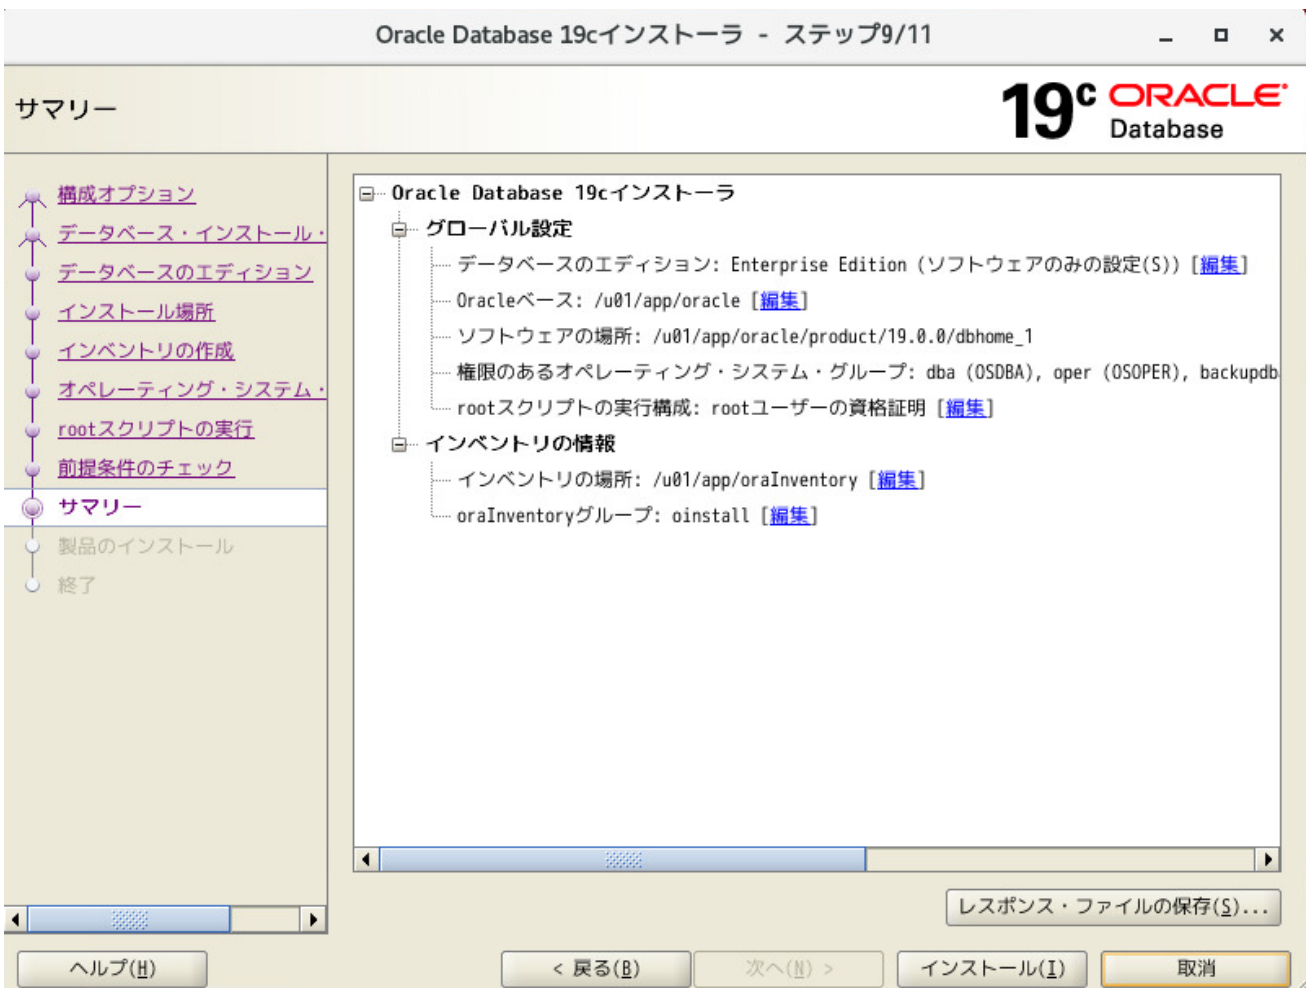 Oracle Database 19cインストーラ - ステップ9/11
サマリー
19c ORACLE
Database
構成オプション
データベース・インストール・
データベースのエディション
インストール場所
インベントリの作成
オペレーティング・システム・
rootスクリプトの実行
前提条件のチェック
サマリー
製品のインストール
終了
Oracle Database 19cインストーラ
グローバル設定
データベースのエディション: Enterprise Edition (ソフトウェアのみの設定(S)) [編集]
Oracleベース: /u01/app/oracle [編集]
ソフトウェアの場所: /u01/app/oracle/product/19.0.0/dbhome_1
権限のあるオペレーティング・システム・グループ: dba (OSDBA), oper (OSOPER), backupdb
rootスクリプトの実行構成: rootユーザーの資格証明 [編集]
インベントリの情報
インベントリの場所: /u01/app/oraInventory [編集]
oraInventoryグループ: oinstall [編集]
レスポンス・ファイルの保存(S)...
ヘルプ(H)
< 戻る(B)
次へ(N) >
インストール(I)
取消